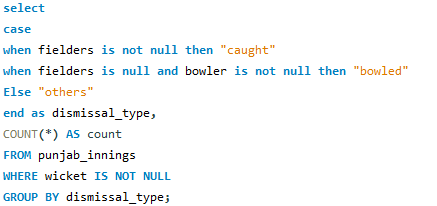 select
case
when fielders is not null then "caught"
when fielders is null and bowler is not null then "bowled"
Else "others"
end as dismissal_type,
COUNT(*) AS count
FROM punjab_innings
WHERE wicket IS NOT NULL
GROUP BY dismissal_type;